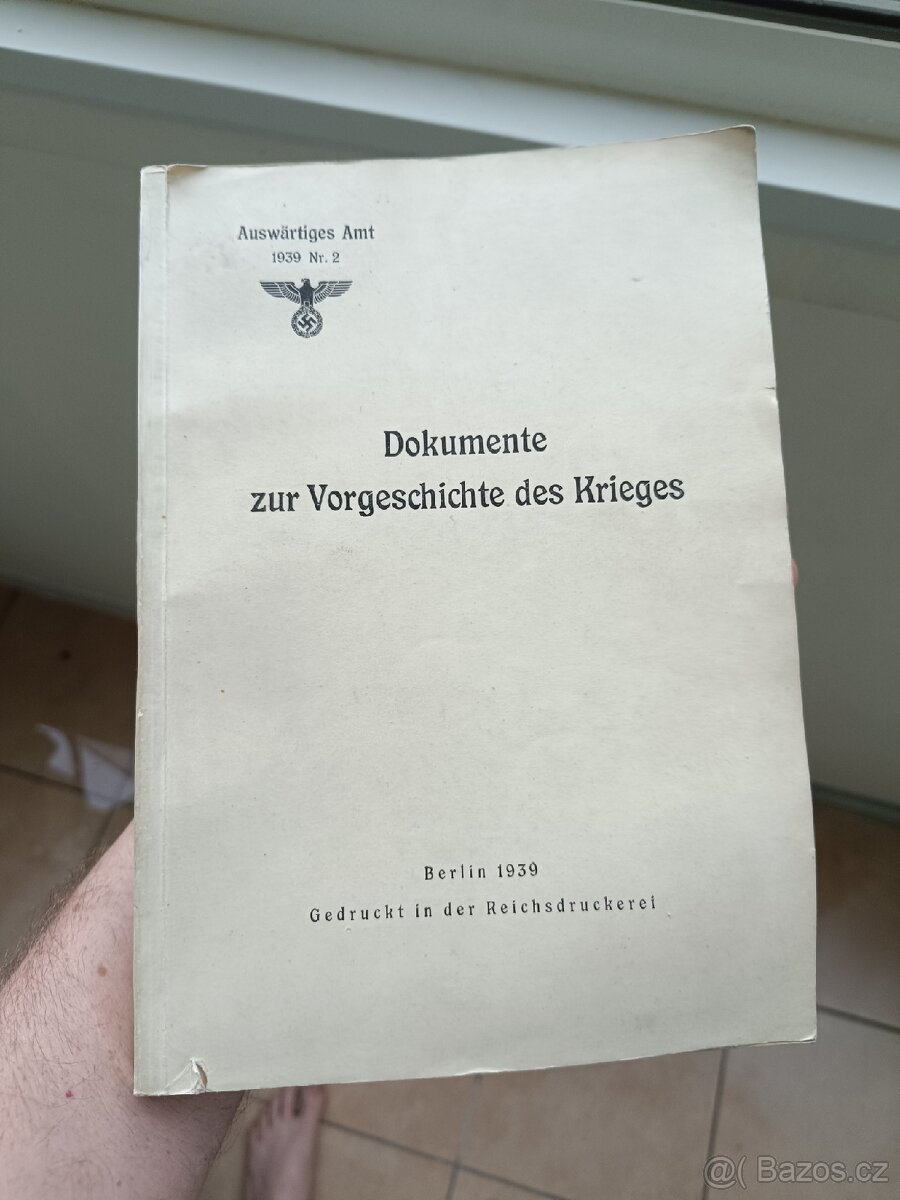 Auswärtiges Amt
1939 Nr. 2
Dokumente
zur Vorgeschichte des Krieges
Berlin 1939
Gedruckt in der Reichsdruckerei
@( Bazos.cz